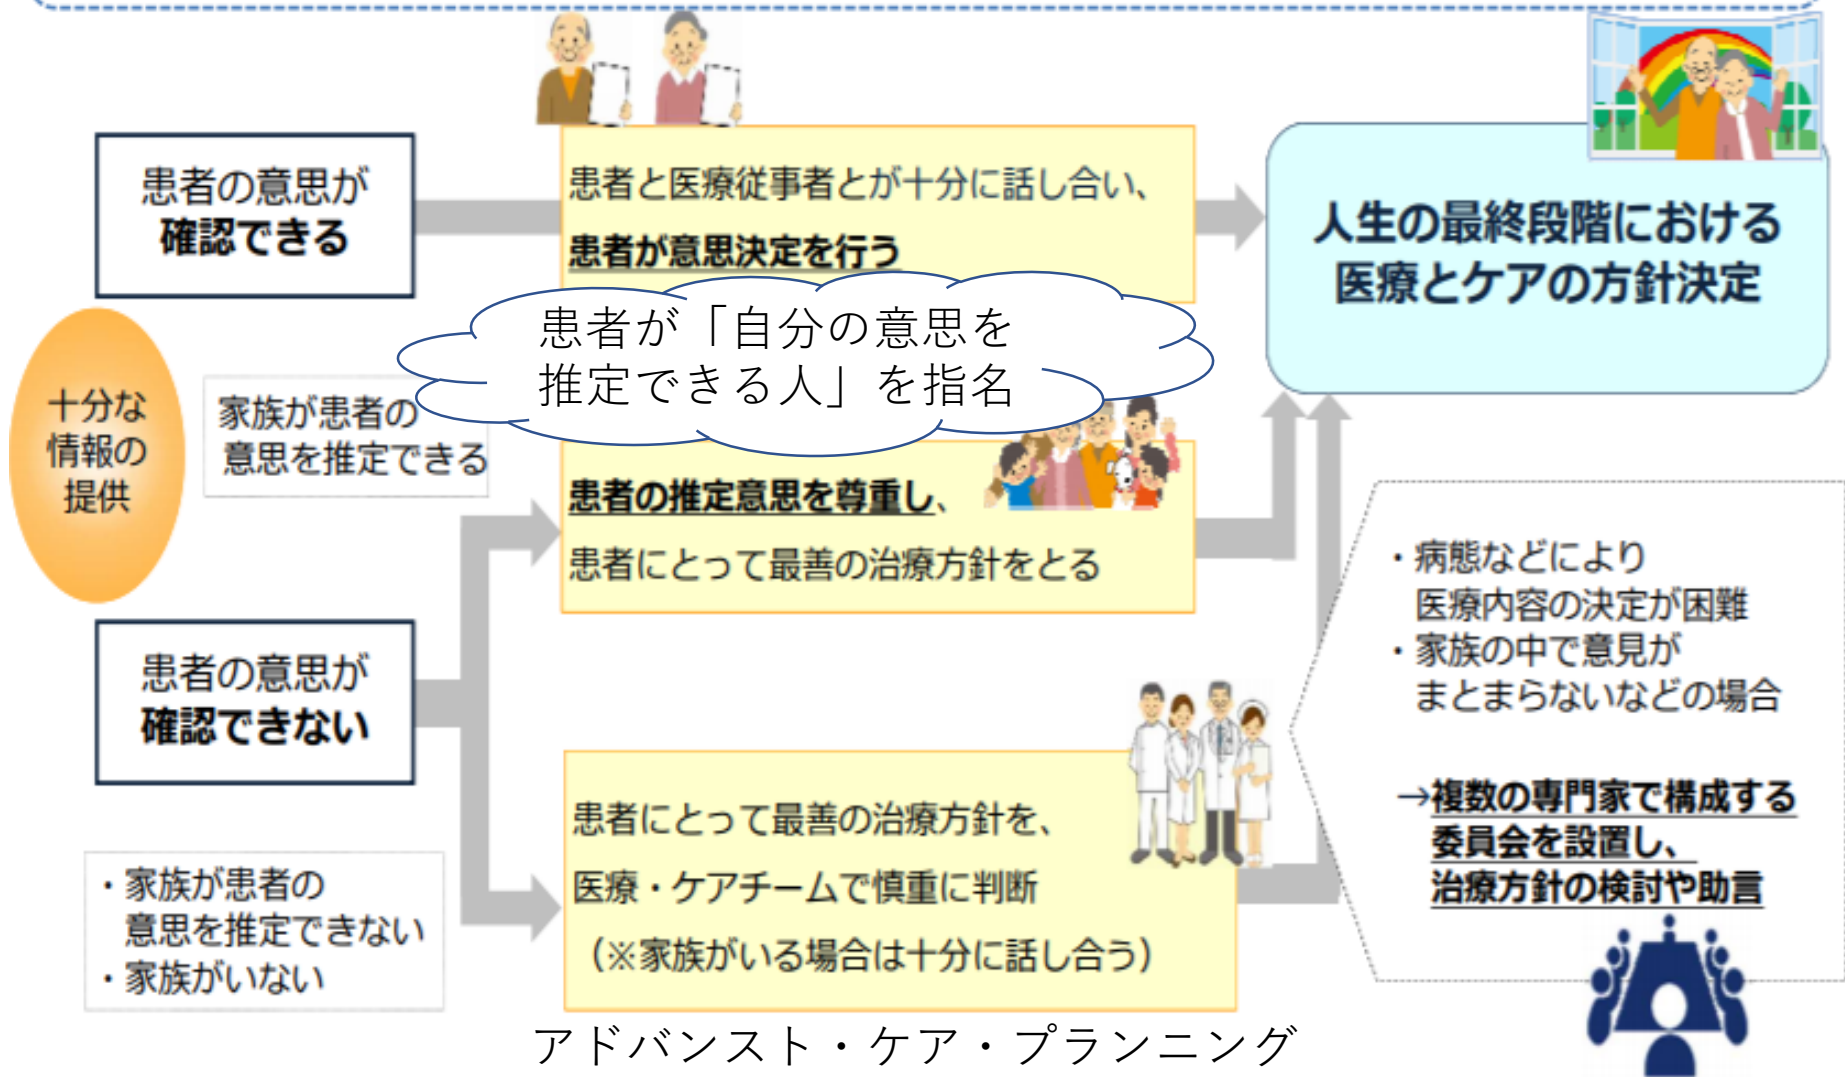 患者の意思が
確認できる
患者と医療従事者とが十分に話し合い、
患者が意思決定を行う
人生の最終段階における
医療とケアの方針決定
患者が「自分の意思を
推定できる人」を指名
十分な
情報の
提供
家族が患者の
意思を推定できる
患者の推定意思を尊重し、
患者にとって最善の治療方針をとる
患者の意思が
確認できない
・家族が患者の
意思を推定できない
・家族がいない
患者にとって最善の治療方針を、
医療・ケアチームで慎重に判断
（※家族がいる場合は十分に話し合う）
・病態などにより
医療内容の決定が困難
・家族の中で意見が
まとまらないなどの場合
→複数の専門家で構成する
委員会を設置し、
治療方針の検討や助言
アドバンスト・ケア・プランニング